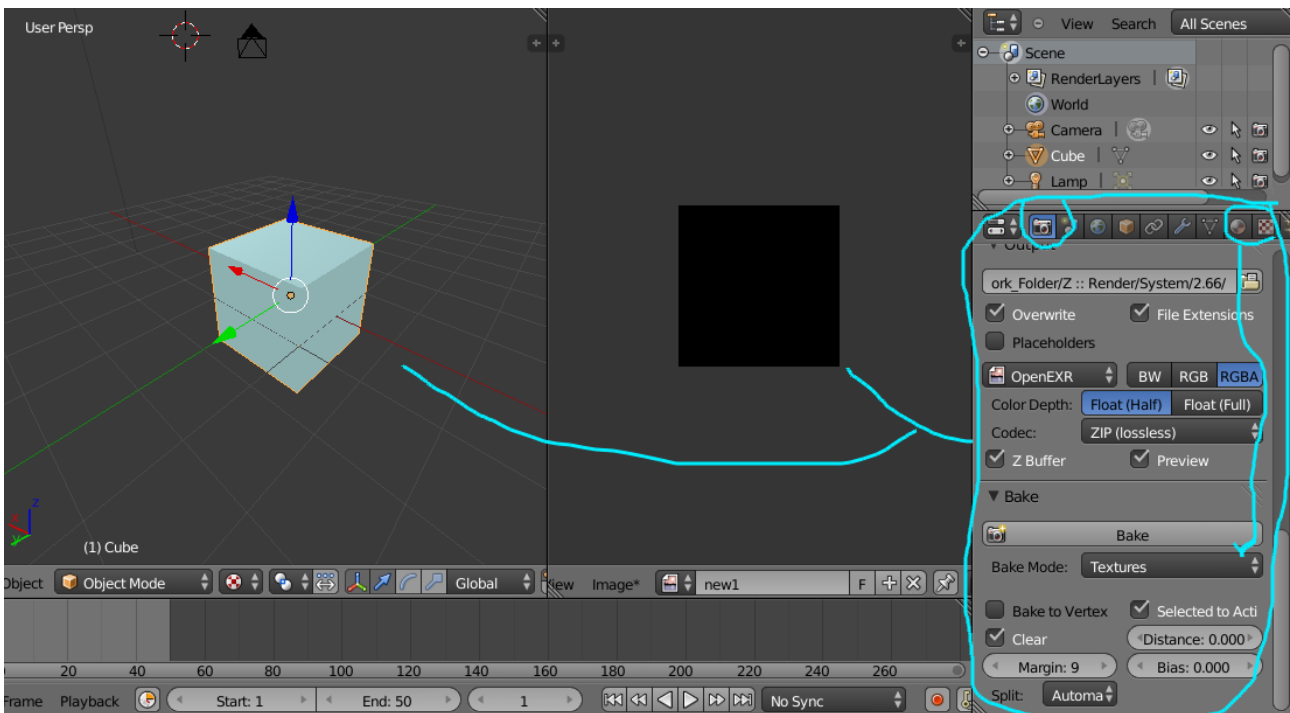 User Persp
(1) Cube
Object Mode
Global
View Image* new1 F
View Search All Scenes
Scene
RenderLayers
World
Camera
Cube
Lamp
Output
ork_Folder/Z :: Render/System/2.66/
Overwrite File Extensions
Placeholders
OpenEXR BW RGB RGBA
Color Depth: Float (Half) Float (Full)
Codec: ZIP (lossless)
Z Buffer Preview
Bake
Bake
Bake Mode: Textures
Bake to Vertex Selected to Acti
Clear Distance: 0.000
Margin: 9 Bias: 0.000
Split: Automa
20 40 60 80 100 120 140 160 180 200 220 240 260
Frame Playback Start: 1 End: 50 1 No Sync
z
x
y